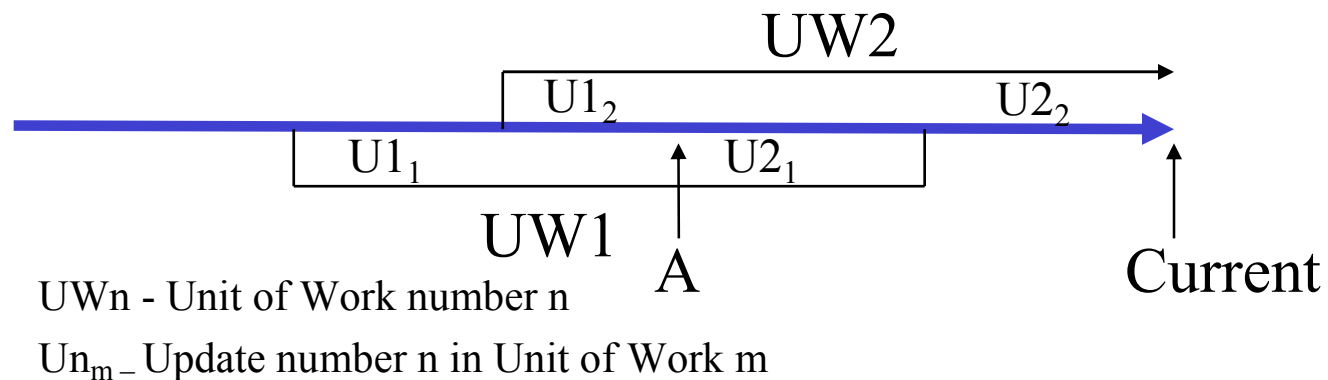 UW2
U1₂
U2₂
U1₁
U2₁
UW1
A
Current
UWn - Unit of Work number n
Unₘ – Update number n in Unit of Work m